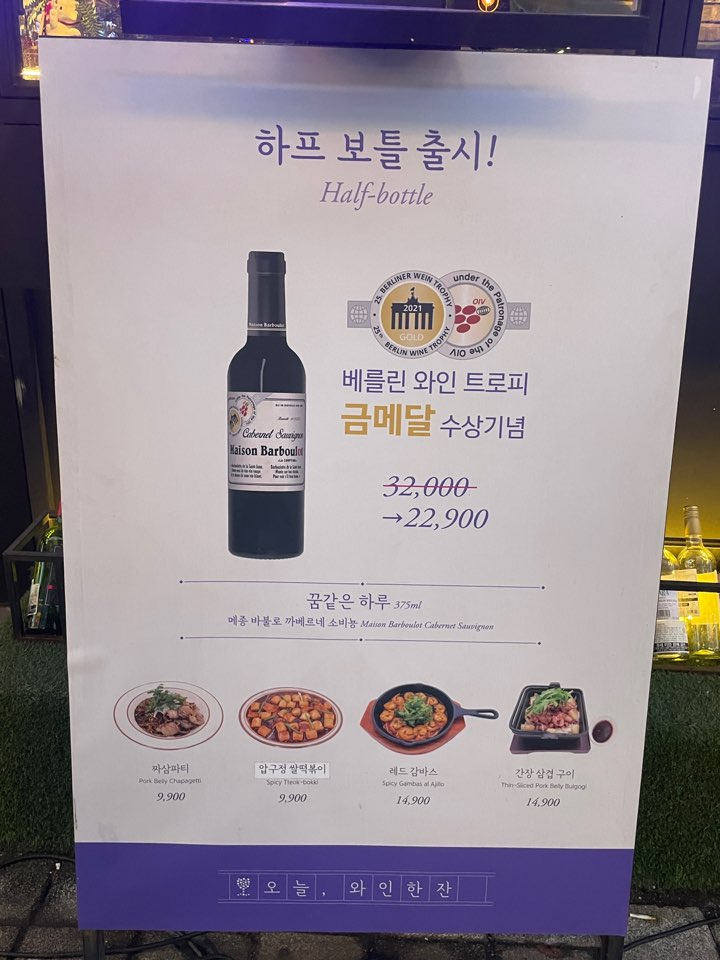 하프 보틀 출시!
Half-bottle
Maison Barboulot
25. BERLINER WEIN TROPHY
2021
GOLD
25th BERLIN WINE TROPHY
under the Patronage of the OIV
OIV
베를린 와인 트로피
금메달 수상기념
Cabernet Sauvignon
Maison Barboulot
32,000
→22,900
꿈같은 하루 375ml
메종 바불로 까베르네 소비뇽 Maison Barboulot Cabernet Sauvignon
짜삼파티
Pork Belly Chapagetti
9,900
압구정 쌀떡볶이
Spicy Tteok-bokki
9,900
레드 감바스
Spicy Gambas al Ajillo
14,900
간장 삼겹 구이
Thin-Sliced Pork Belly Bulgogi
14,900
오늘, 와인한잔